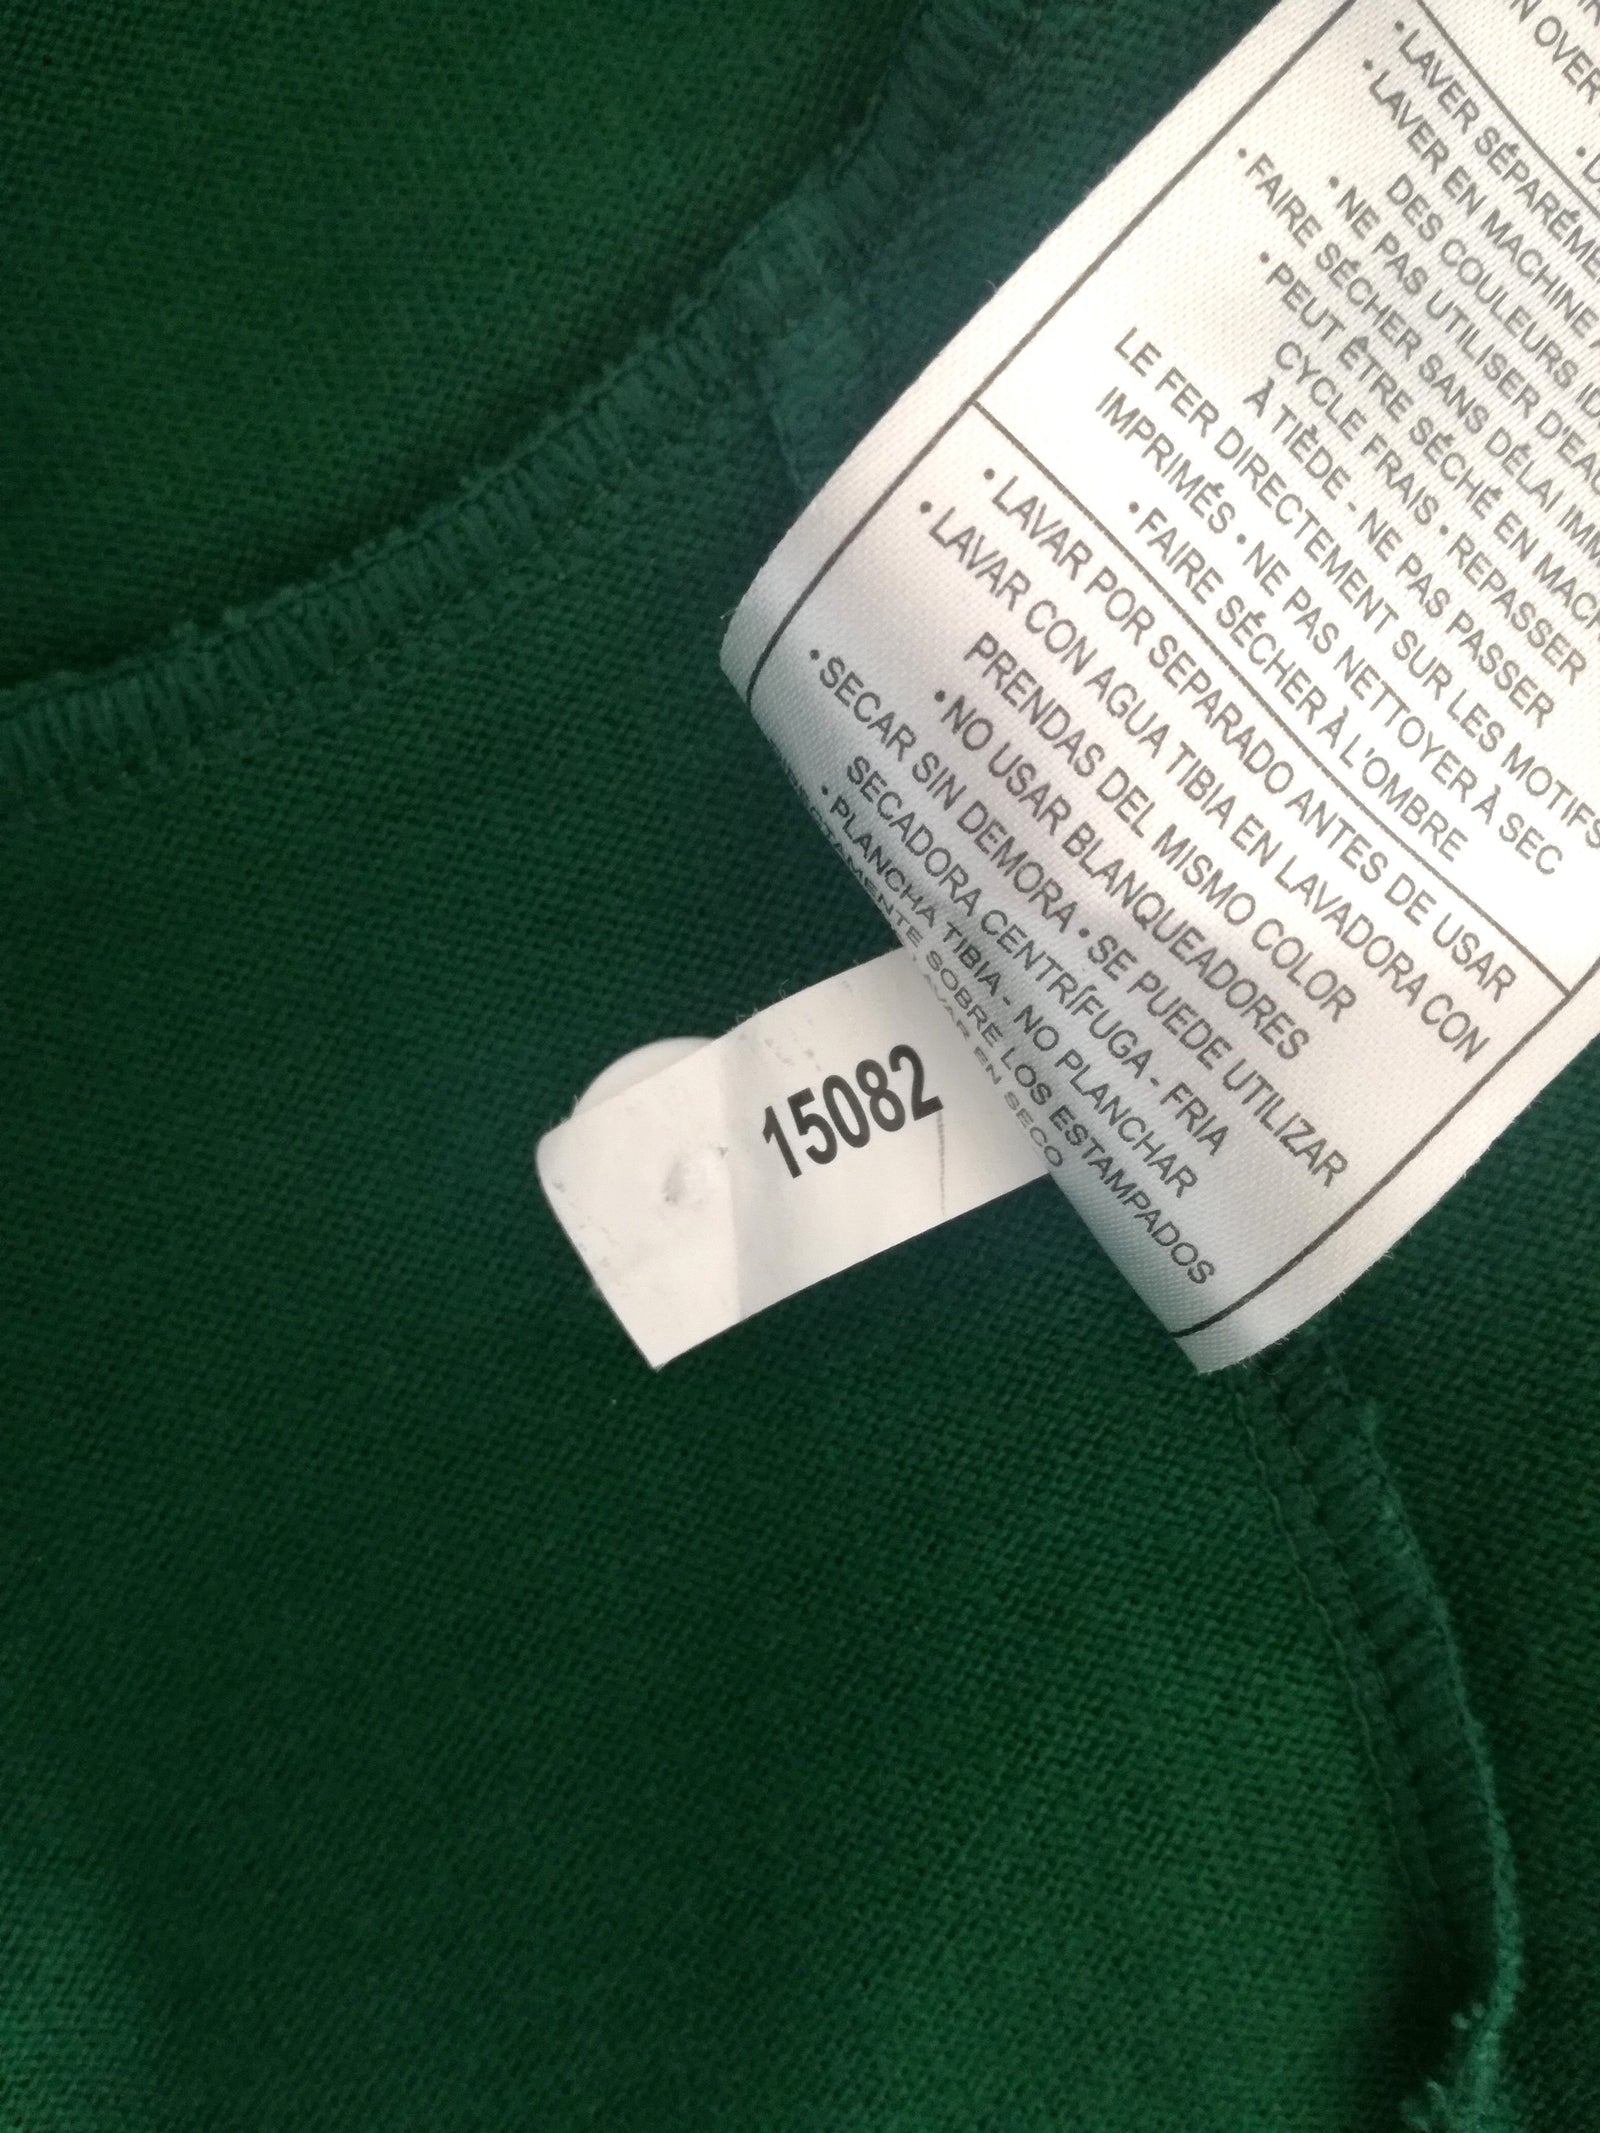 N OVER
• LAVER SÉPARÉME
• LAVER EN MACHINE
DES COULEURS
• NE PAS UTILISER D'EAU
• FAIRE SÉCHER SANS DÉLAI
• PEUT ÊTRE SÉCHÉ EN MACH
CYCLE FRAIS • REPASSER
À TIÈDE - NE PAS PASSER
LE FER DIRECTEMENT SUR LES MOTIFS
IMPRIMÉS • NE PAS NETTOYER À SEC
• FAIRE SÉCHER À L'OMBRE
• LAVAR POR SEPARADO ANTES DE USAR
• LAVAR CON AGUA TIBIA EN LAVADORA CON
PRENDAS DEL MISMO COLOR
• NO USAR BLANQUEADORES
• SECAR SIN DEMORA • SE PUEDE UTILIZAR
SECADORA CENTRÍFUGA - FRIA
• PLANCHA TIBIA - NO PLANCHAR
SOBRE LOS ESTAMPADOS
EN SECO
15082